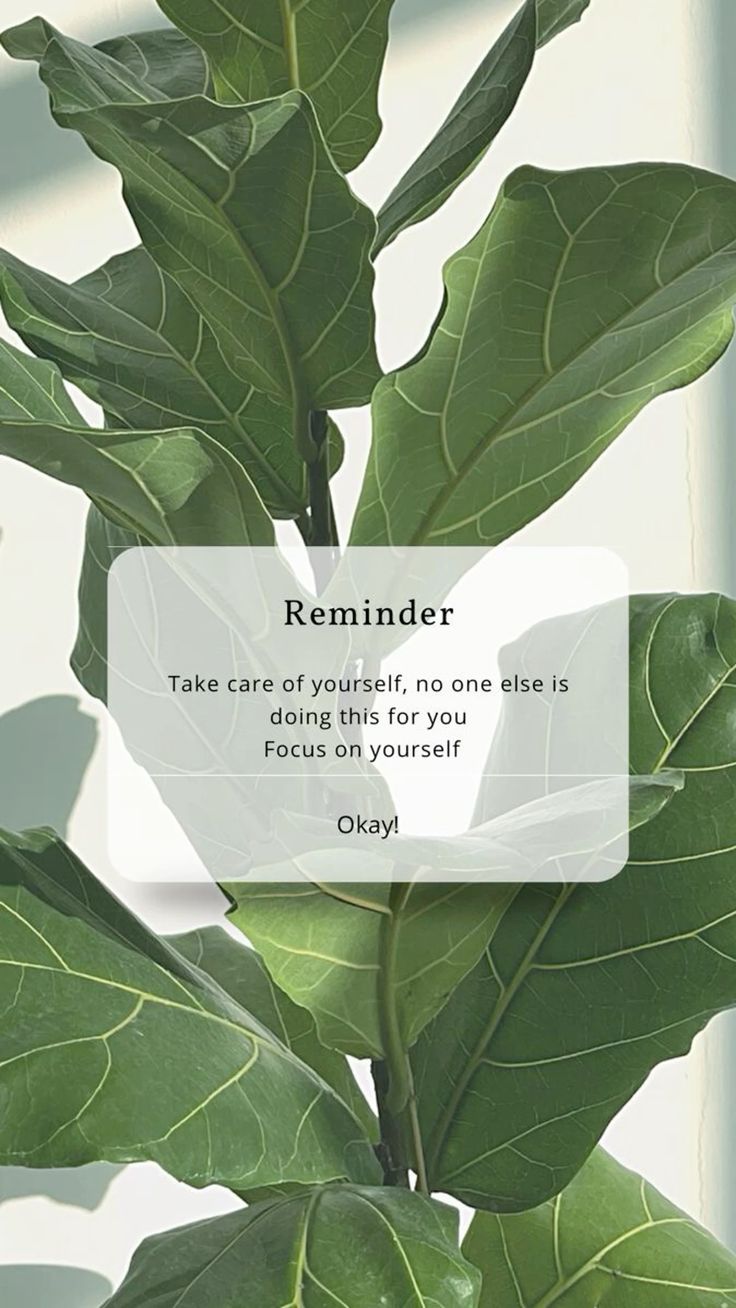 Reminder
Take care of yourself, no one else is
doing this for you
Focus on yourself
Okay!